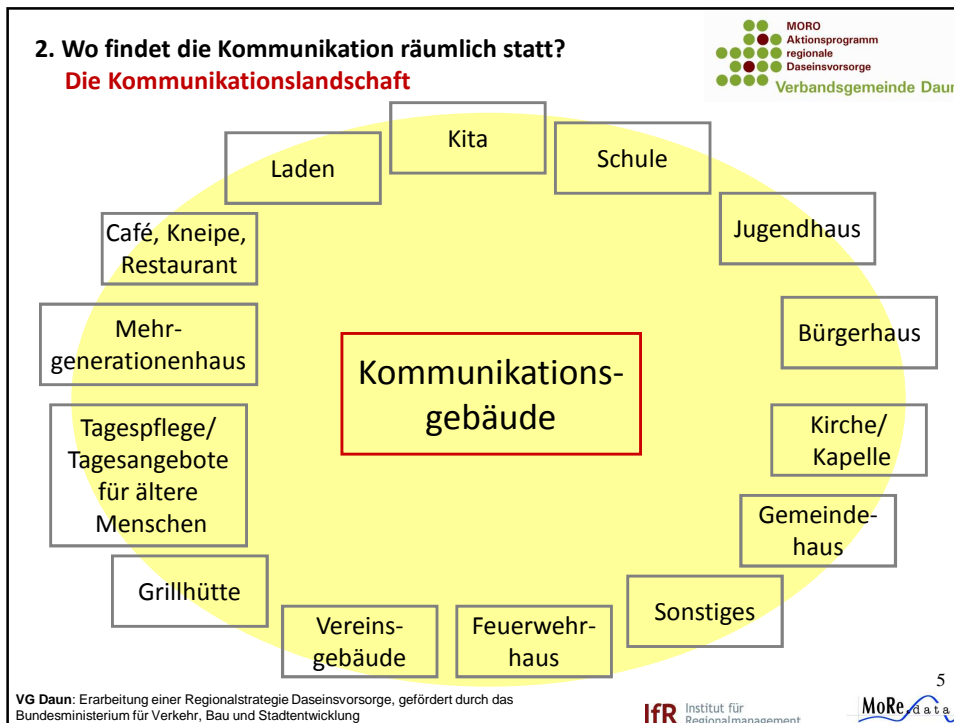 2. Wo findet die Kommunikation räumlich statt?
Die Kommunikationslandschaft
MORO
Aktionsprogramm
regionale
Daseinsvorsorge
Verbandsgemeinde Daun
Kita
Laden
Schule
Café, Kneipe,
Restaurant
Jugendhaus
Mehr-
generationenhaus
Bürgerhaus
Kommunikations-
gebäude
Tagespflege/
Tagesangebote
für ältere
Menschen
Kirche/
Kapelle
Gemeinde-
haus
Grillhütte
Sonstiges
Vereins-
gebäude
Feuerwehr-
haus
5
VG Daun: Erarbeitung einer Regionalstrategie Daseinsvorsorge, gefördert durch das
Bundesministerium für Verkehr, Bau und Stadtentwicklung
IfR Institut für
Regionalmanagement
MoRe data